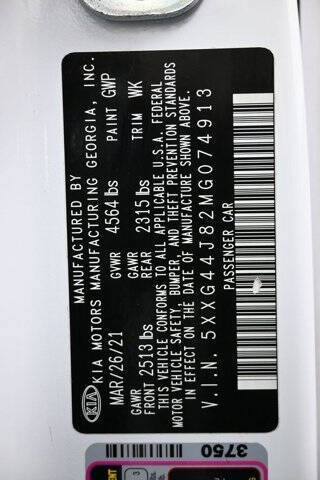 MANUFACTURED BY
KIA KIA MOTORS MANUFACTURING GEORGIA, INC.
MAR/26/21 GVWR 4564 lbs PAINT GWP
GAWR FRONT 2513 lbs GAWR REAR 2315 lbs TRIM WK
THIS VEHICLE CONFORMS TO ALL APPLICABLE U.S.A. FEDERAL
MOTOR VEHICLE SAFETY, BUMPER, AND THEFT PREVENTION STANDARDS
IN EFFECT ON THE DATE OF MANUFACTURE SHOWN ABOVE.
V.I.N. 5XXG44J82MG074913
PASSENGER CAR
3750